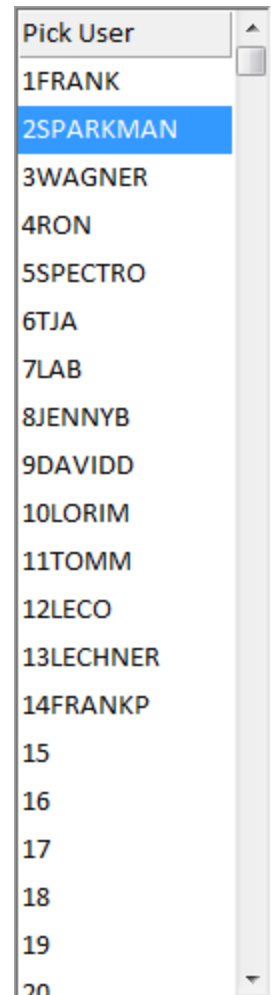 Pick User
1FRANK
2SPARKMAN
3WAGNER
4RON
5SPECTRO
6TJA
7LAB
8JENNYB
9DAVIDD
10LORIM
11TOMM
12LECO
13LECHNER
14FRANKP
15
16
17
18
19
20